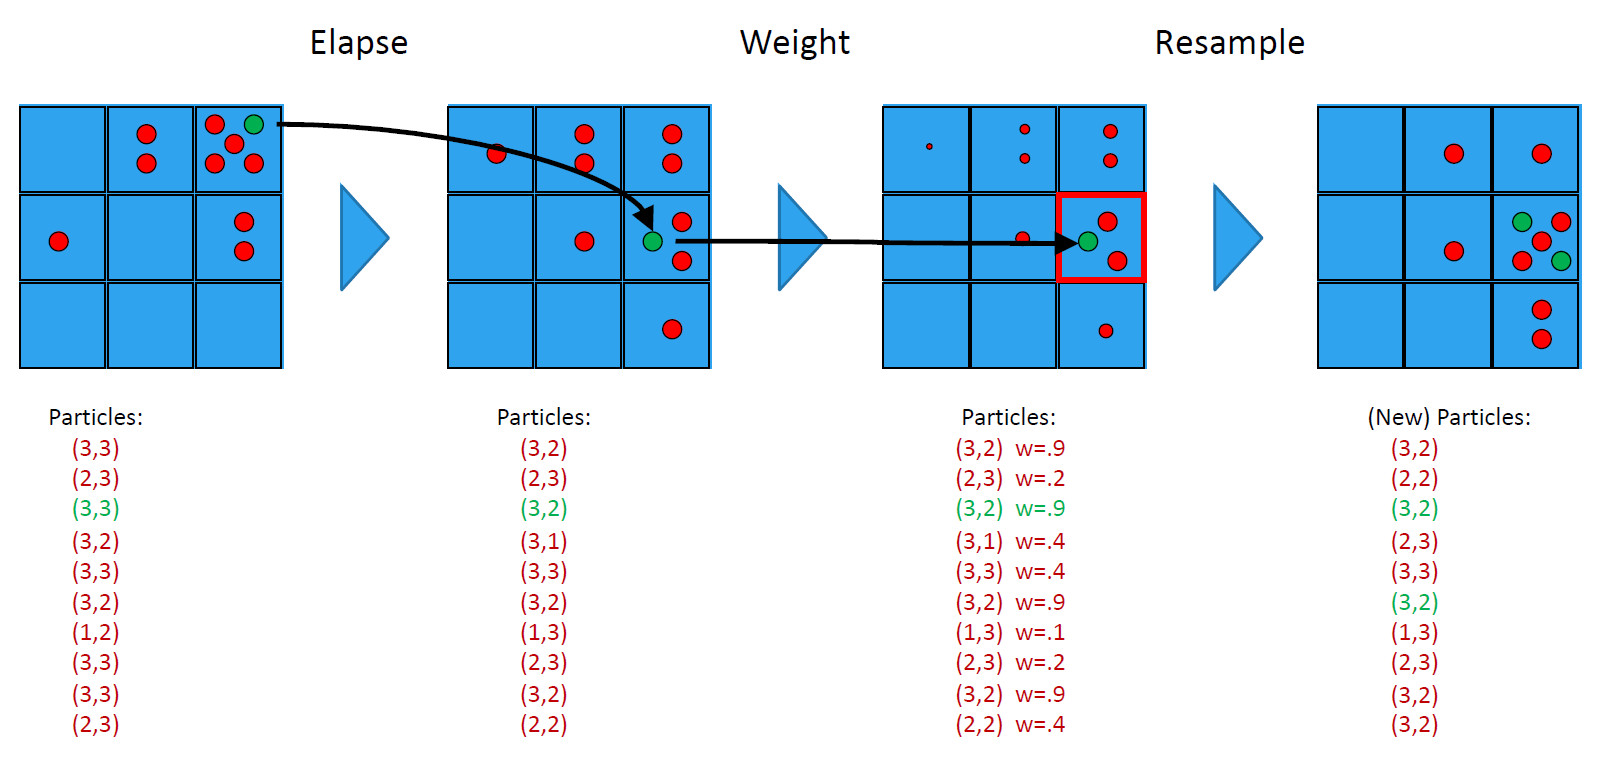 Elapse
Weight
Resample
Particles:
(3,3)
(2,3)
(3,3)
(3,2)
(3,3)
(3,2)
(1,2)
(3,3)
(3,3)
(2,3)
Particles:
(3,2)
(2,3)
(3,2)
(3,1)
(3,3)
(3,2)
(1,3)
(2,3)
(3,2)
(2,2)
Particles:
(3,2) w=.9
(2,3) w=.2
(3,2) w=.9
(3,1) w=.4
(3,3) w=.4
(3,2) w=.9
(1,3) w=.1
(2,3) w=.2
(3,2) w=.9
(2,2) w=.4
(New) Particles:
(3,2)
(2,2)
(3,2)
(2,3)
(3,3)
(3,2)
(1,3)
(2,3)
(3,2)
(3,2)